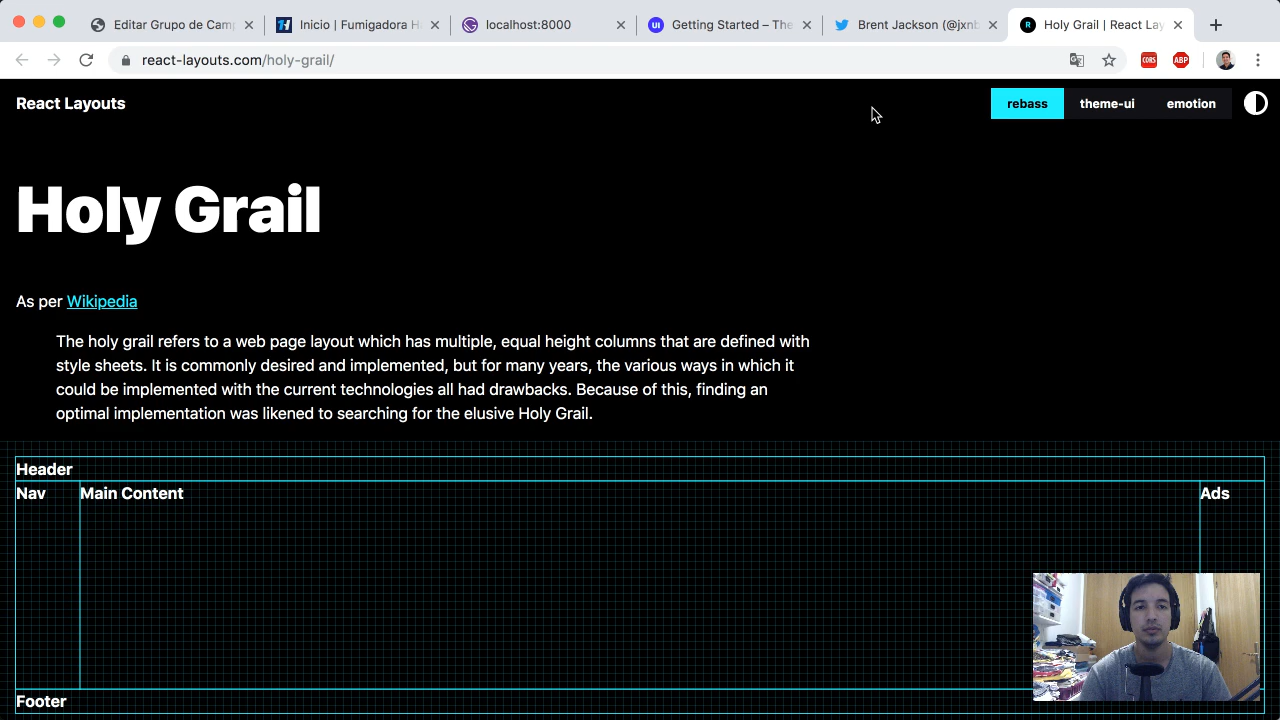 Editar Grupo de Camp
Inicio | Fumigadora H
localhost:8000
Getting Started – The
Brent Jackson (@jxnb
Holy Grail | React Lay
react-layouts.com/holy-grail/
CORS
ABP
React Layouts
rebass
theme-ui
emotion
Holy Grail
As per Wikipedia
The holy grail refers to a web page layout which has multiple, equal height columns that are defined with
style sheets. It is commonly desired and implemented, but for many years, the various ways in which it
could be implemented with the current technologies all had drawbacks. Because of this, finding an
optimal implementation was likened to searching for the elusive Holy Grail.
Header
Nav
Main Content
Ads
Footer